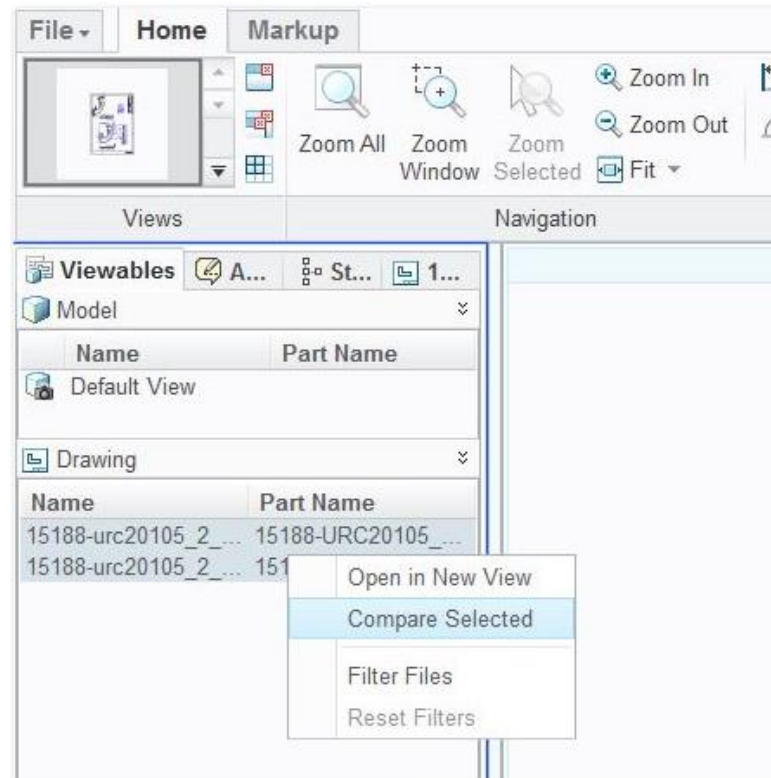 File Home Markup
Zoom All Zoom Window Zoom Selected
Zoom In
Zoom Out
Fit
Views Navigation
Viewables A... St... 1...
Model
Name Part Name
Default View
Drawing
Name Part Name
15188-urc20105_2_... 15188-URC20105_...
15188-urc20105_2_... 151
Open in New View
Compare Selected
Filter Files
Reset Filters